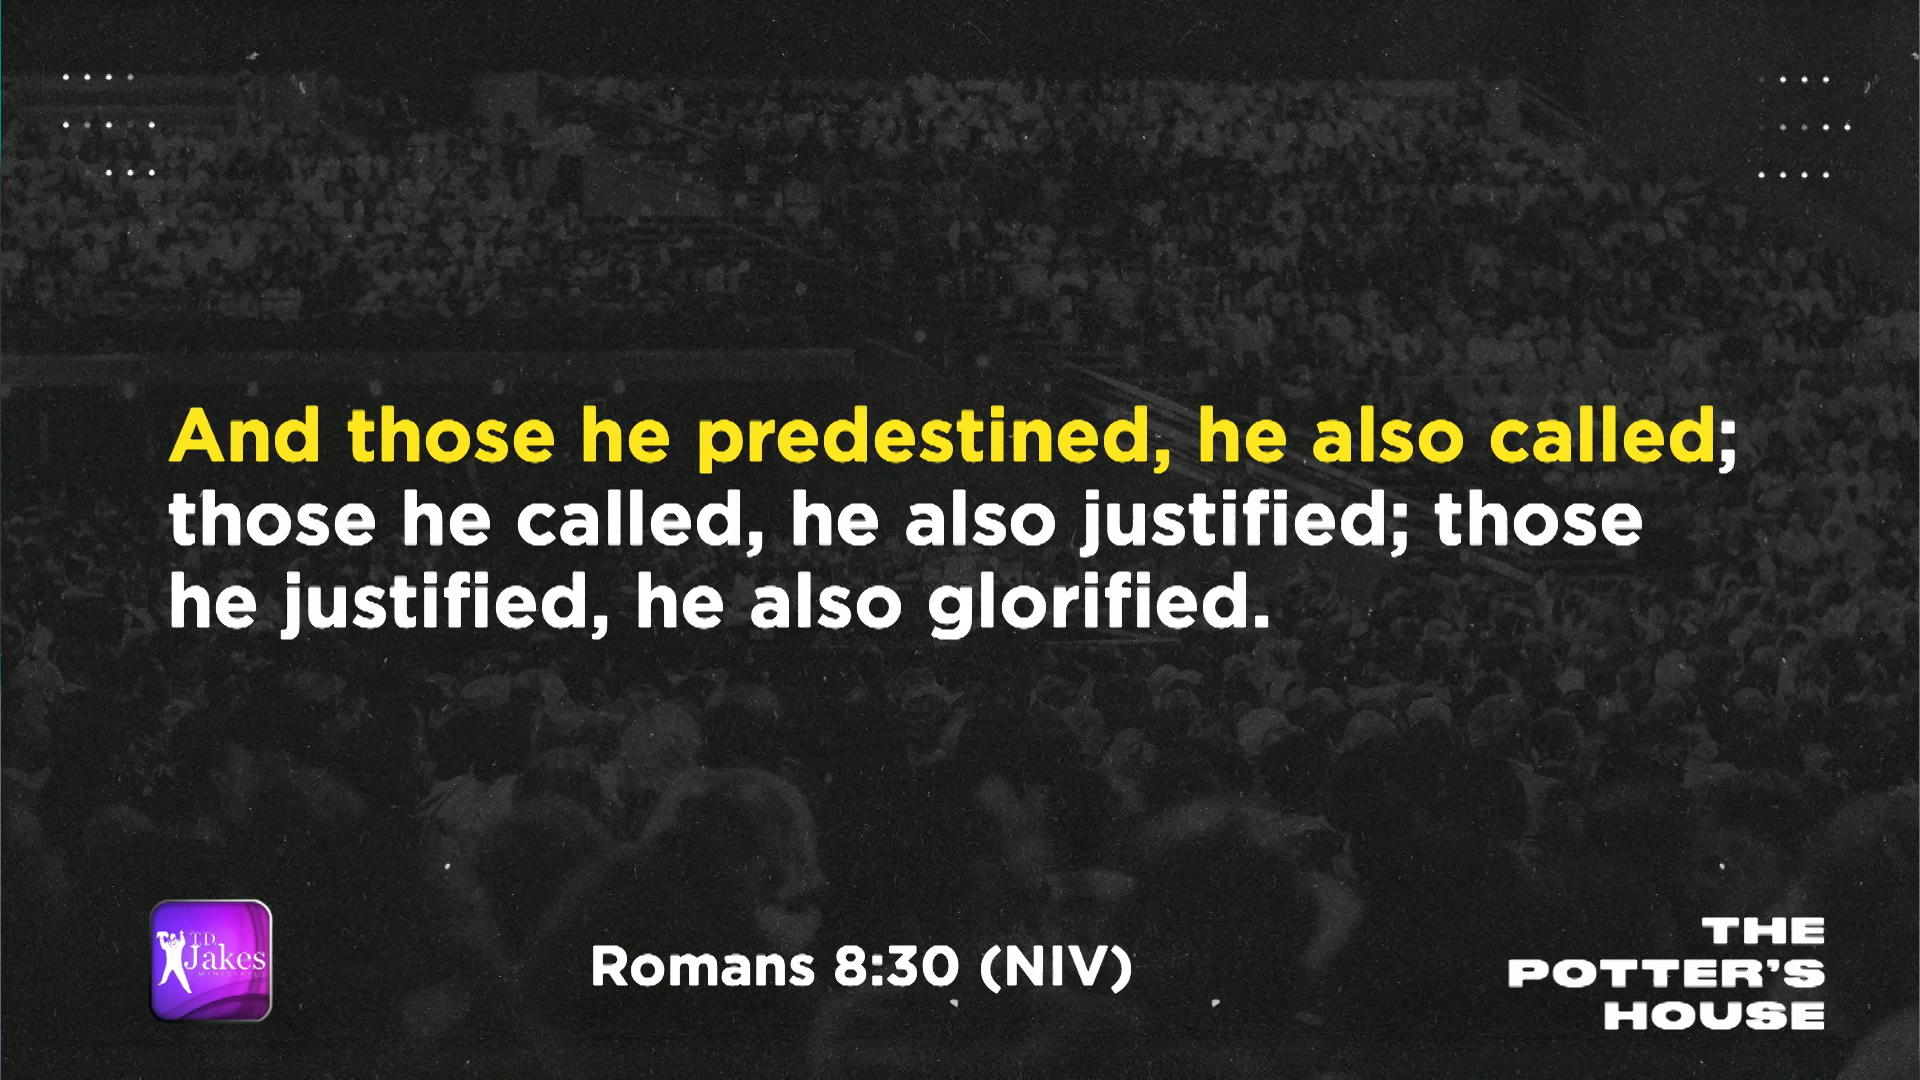 And those he predestined, he also called;
those he called, he also justified; those
he justified, he also glorified.
T.D.
Jakes
MINISTRIES
Romans 8:30 (NIV)
THE
POTTER'S
HOUSE